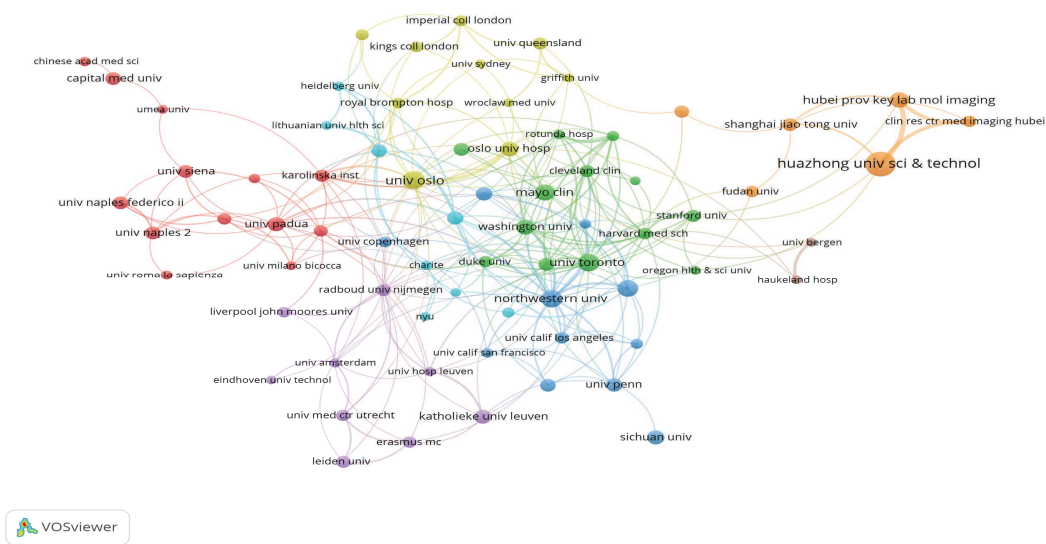 imperial coll london
kings coll london
univ queensland
chinese acad med sci
capital med univ
univ sydney
griffith univ
heidelberg univ
royal brompton hosp
wroclaw med univ
umea univ
lithuanian univ hlth sci
hubei prov key lab mol imaging
shanghai jiao tong univ
clin res ctr med imaging hubei
rotunda hosp
oslo univ hosp
huazhong univ sci & technol
cleveland clin
univ siena
karolinska inst
univ oslo
mayo clin
fudan univ
univ naples federico ii
univ padua
stanford univ
univ naples 2
washington univ
harvard med sch
univ copenhagen
univ bergen
univ milano bicocca
charite
duke univ
univ toronto
oregon hlth & sci univ
univ roma la sapienza
haukeland hosp
radboud univ nijmegen
northwestern univ
liverpool john moores univ
nyu
univ calif los angeles
univ calif san francisco
univ amsterdam
univ hosp leuven
eindhoven univ technol
univ penn
univ med ctr utrecht
katholieke univ leuven
erasmus mc
sichuan univ
leiden univ
VOSviewer